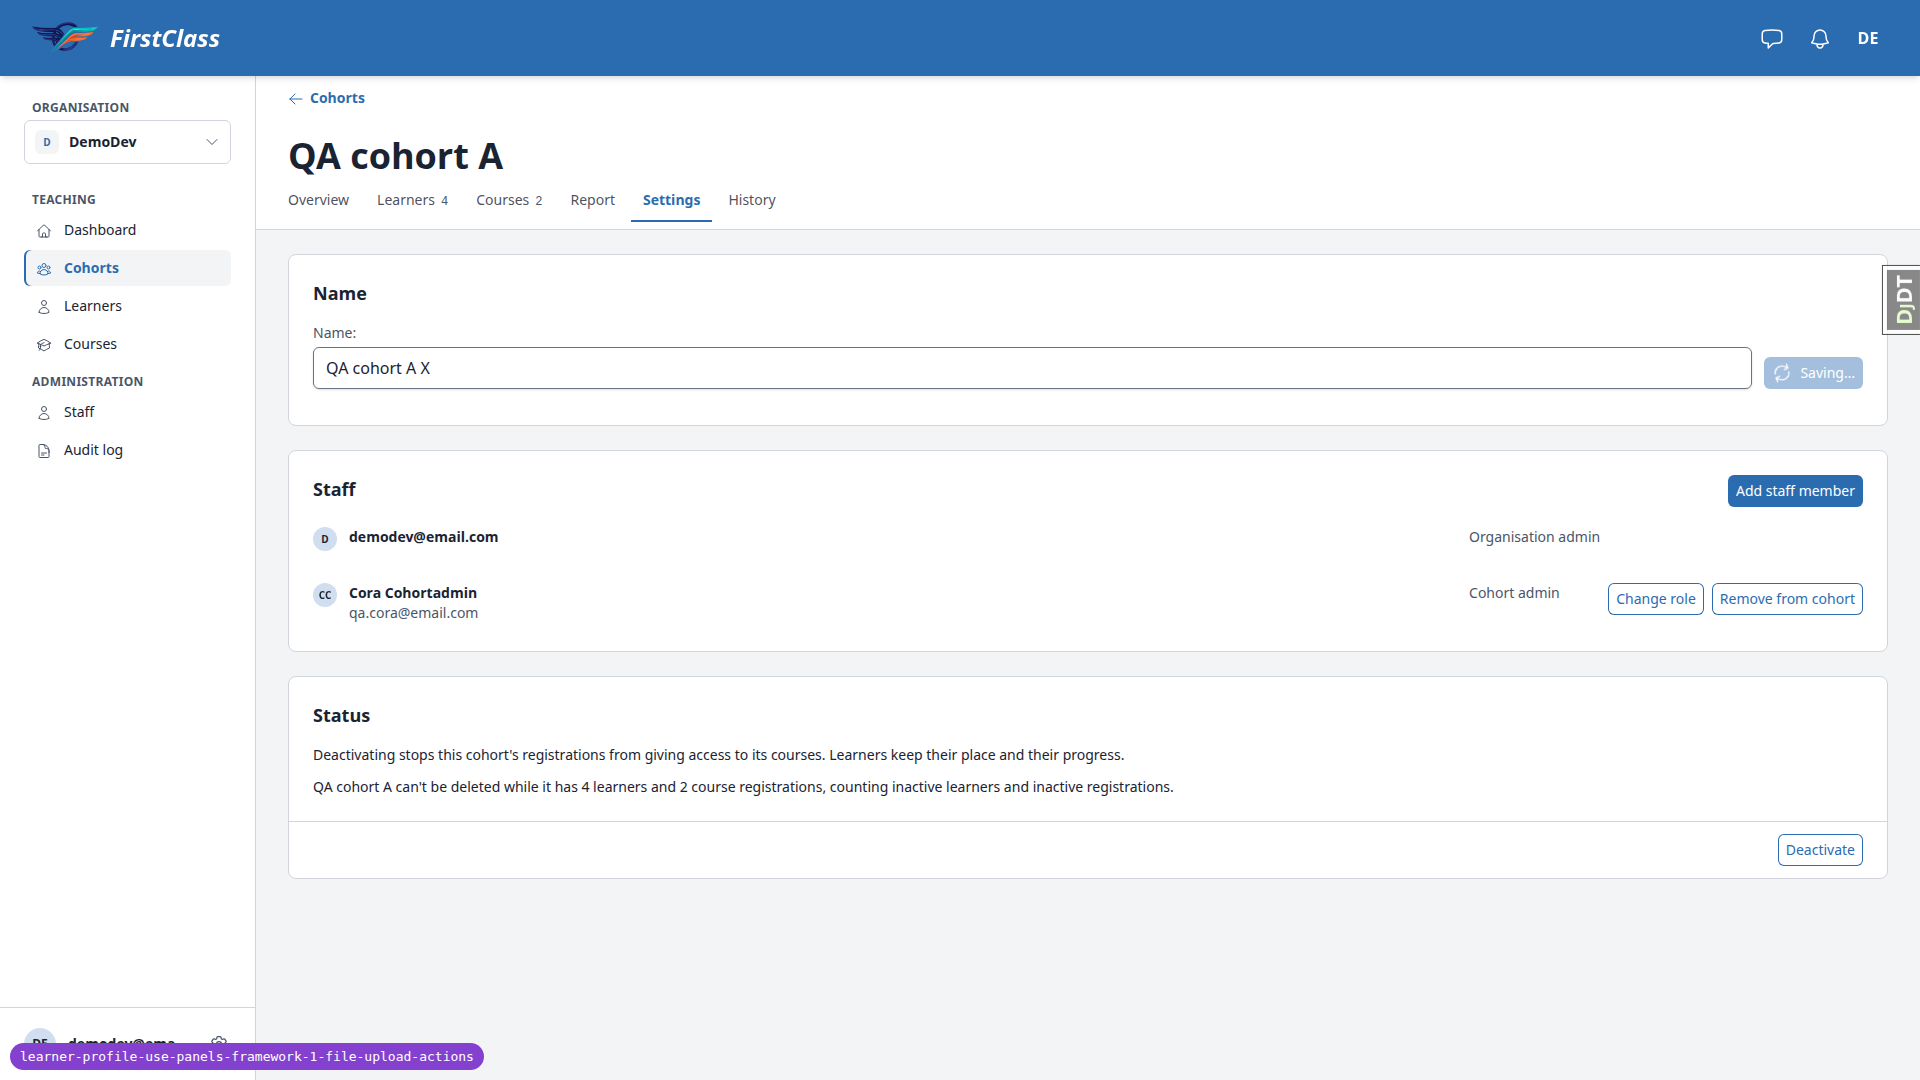 FirstClass
DE
ORGANISATION
D DemoDev
TEACHING
Dashboard
Cohorts
Learners
Courses
ADMINISTRATION
Staff
Audit log
Cohorts
QA cohort A
Overview Learners 4 Courses 2 Report Settings History
Name
Name:
QA cohort A X
Saving...
Staff
Add staff member
D demodev@email.com Organisation admin
CC Cora Cohortadmin Cohort admin Change role Remove from cohort
qa.cora@email.com
Status
Deactivating stops this cohort's registrations from giving access to its courses. Learners keep their place and their progress.
QA cohort A can't be deleted while it has 4 learners and 2 course registrations, counting inactive learners and inactive registrations.
Deactivate
DJDT
DE demodev@ema
learner-profile-use-panels-framework-1-file-upload-actions